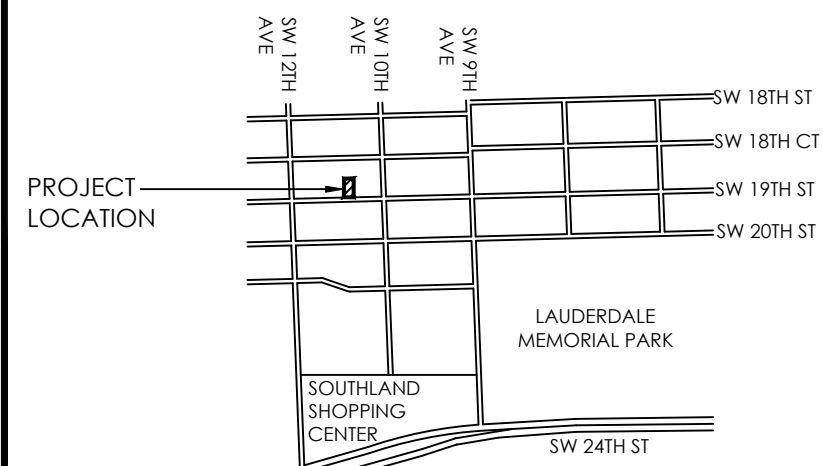 SW 12TH
AVE
SW 10TH
AVE
SW 9TH
AVE
SW 18TH ST
SW 18TH CT
PROJECT
LOCATION
SW 19TH ST
SW 20TH ST
LAUDERDALE
MEMORIAL PARK
SOUTHLAND
SHOPPING
CENTER
SW 24TH ST